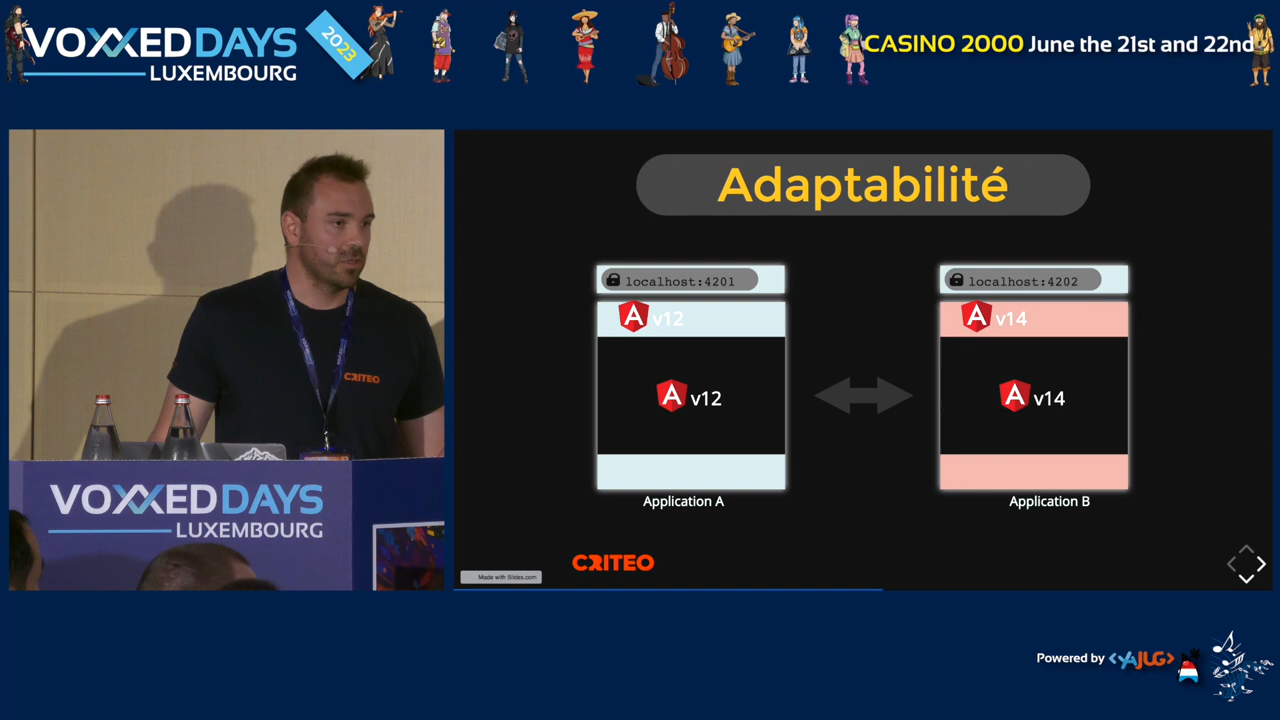 VOXXED DAYS
LUXEMBOURG
2023
CASINO 2000 June the 21st and 22nd
Adaptabilité
localhost:4201
localhost:4202
v12
v14
v12
v14
Application A
Application B
CRITEO
Made with Slides.com
CRITEO
VOXXED DAYS
LUXEMBOURG
Powered by <YAJUG>